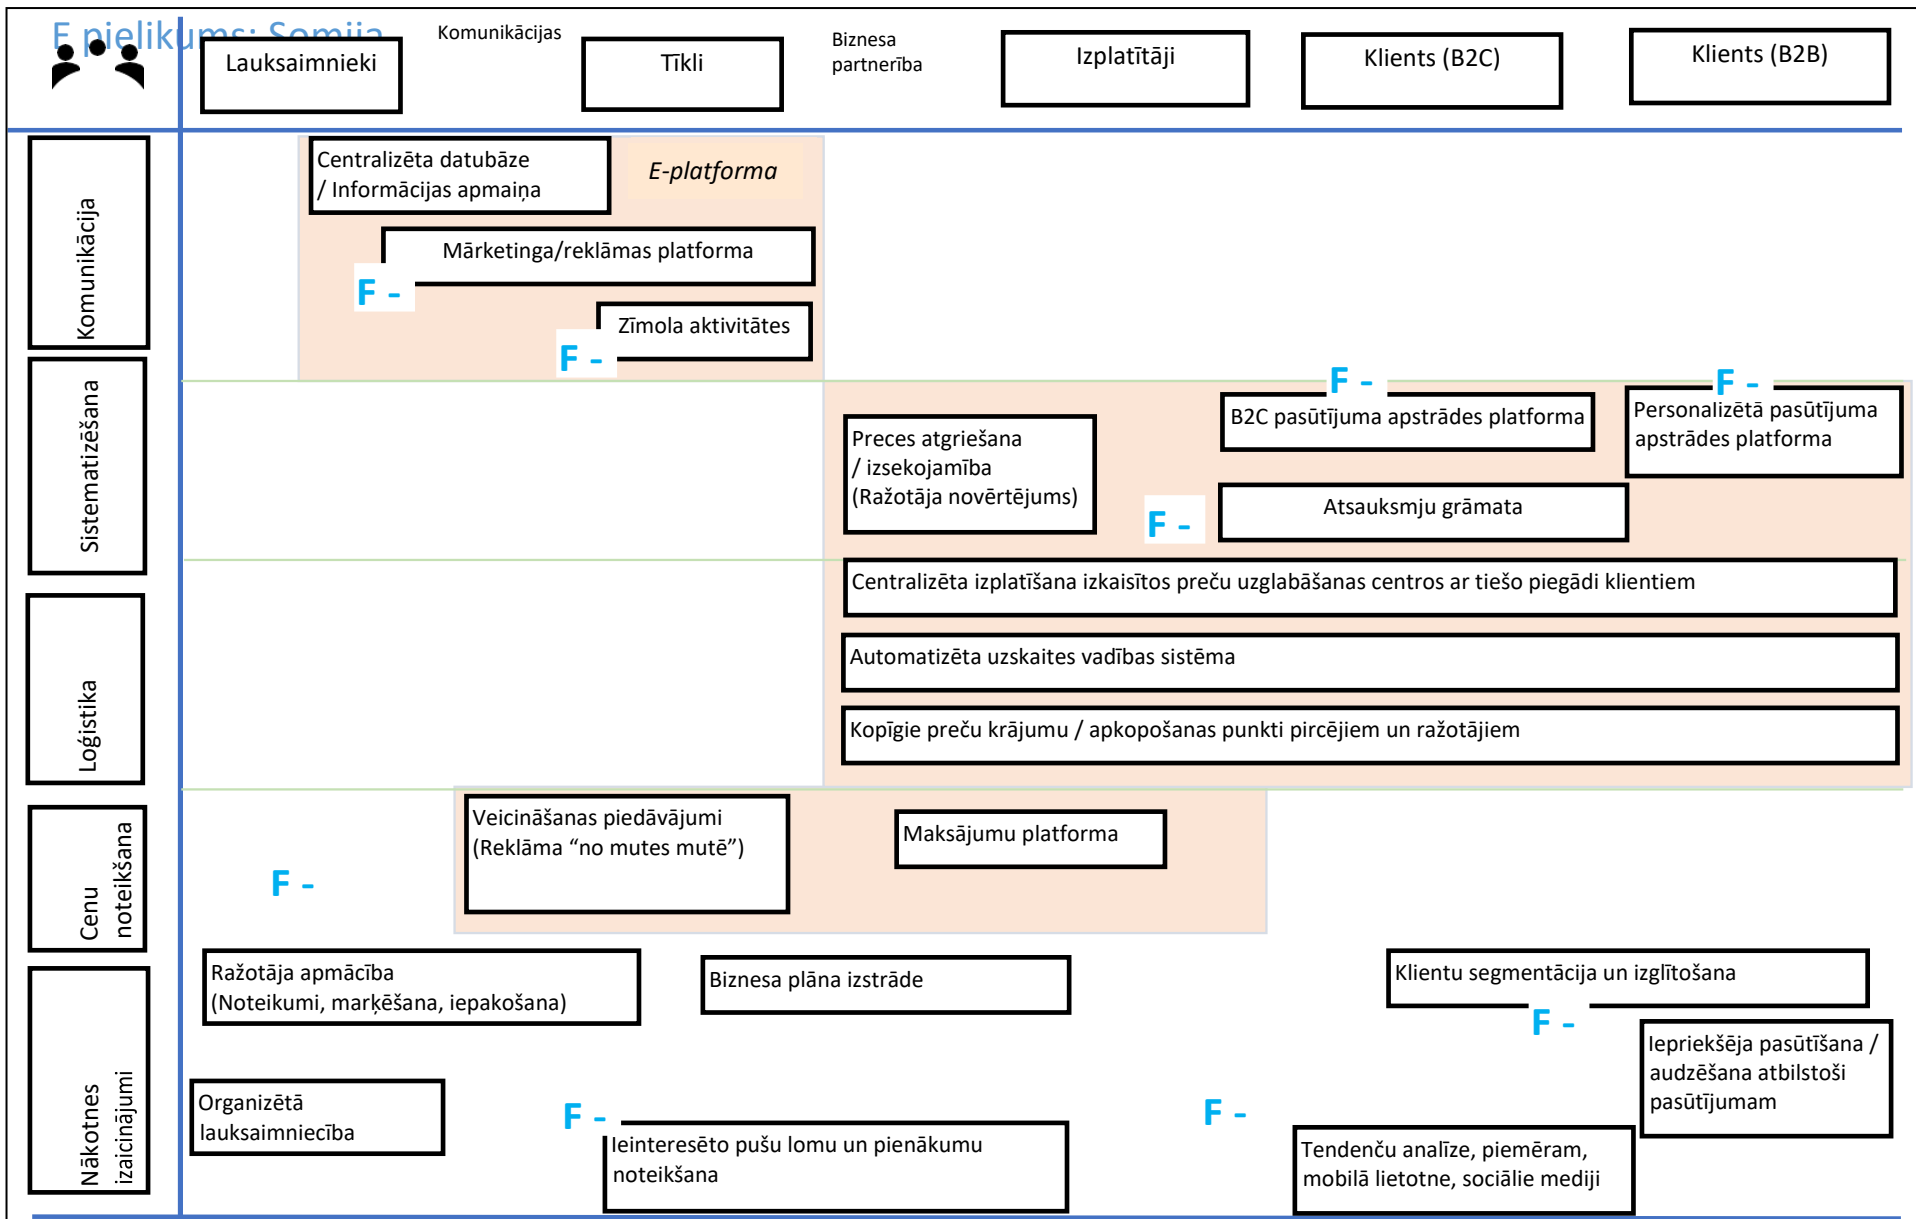 E pielikums: Somija
Lauksaimnieki
Komunikācijas
Tīkli
Biznesa
partnerība
Izplatītāji
Klients (B2C)
Klients (B2B)
Komunikācija
Centralizēta datubāze
/ Informācijas apmaiņa
E-platforma
Mārketinga/reklāmas platforma
F -
Zīmola aktivitātes
F -
Sistematizēšana
F -
F -
Preces atgriešana
/ izsekojamība
(Ražotāja novērtējums)
B2C pasūtījuma apstrādes platforma
Personalizētā pasūtījuma
apstrādes platforma
F -
Atsauksmju grāmata
Loģistika
Centralizēta izplatīšana izkaisītos preču uzglabāšanas centros ar tiešo piegādi klientiem
Automatizēta uzskaites vadības sistēma
Kopīgie preču krājumu / apkopošanas punkti pircējiem un ražotājiem
Cenu
noteikšana
F -
Veicināšanas piedāvājumi
(Reklāma “no mutes mutē”)
Maksājumu platforma
Nākotnes
izaicinājumi
Ražotāja apmācība
(Noteikumi, marķēšana, iepakošana)
Biznesa plāna izstrāde
Klientu segmentācija un izglītošana
F -
Iepriekšēja pasūtīšana /
audzēšana atbilstoši
pasūtījumam
Organizētā
lauksaimniecība
F -
Ieinteresēto pušu lomu un pienākumu
noteikšana
F -
Tendenču analīze, piemēram,
mobilā lietotne, sociālie mediji